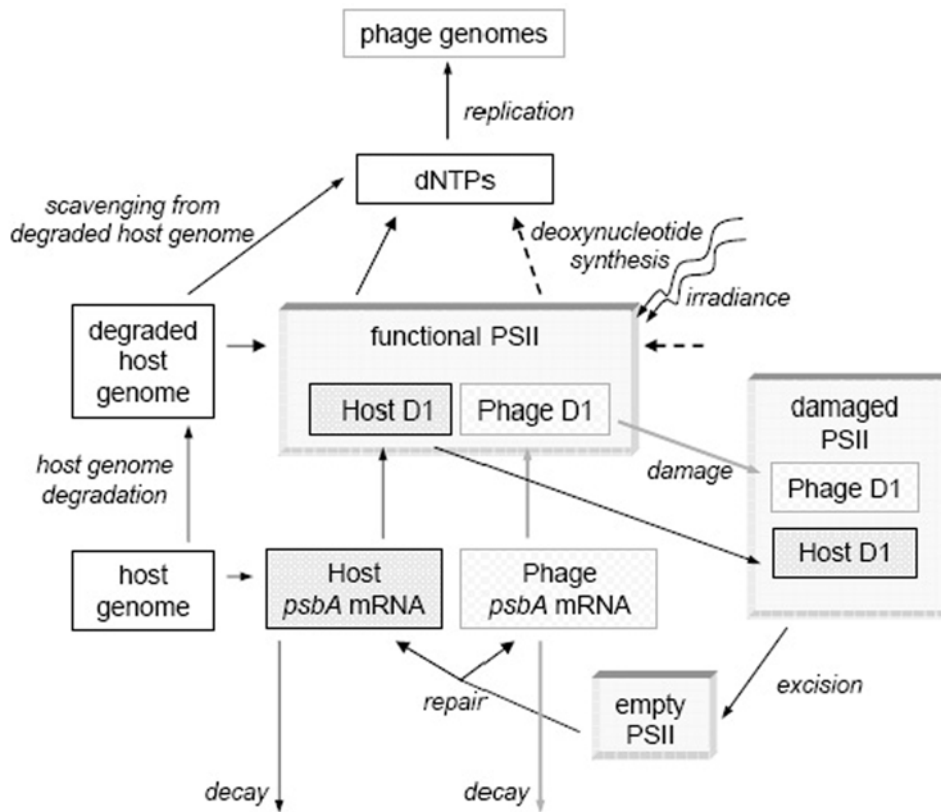 phage genomes
replication
dNTPs
scavenging from
degraded host genome
deoxynucleotide
synthesis
irradiance
degraded
host
genome
functional PSII
Host D1
Phage D1
damaged
PSII
Phage D1
Host D1
damage
host genome
degradation
host
genome
Host
psbA mRNA
Phage
psbA mRNA
repair
empty
PSII
excision
decay
decay